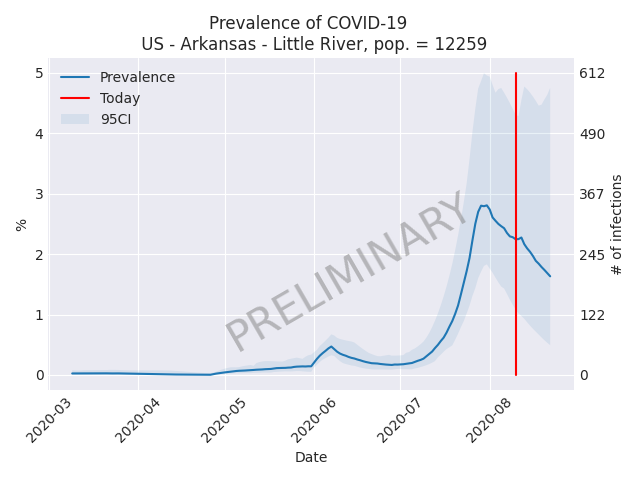 Prevalence of COVID-19
US - Arkansas - Little River, pop. = 12259
Prevalence
Today
95CI
PRELIMINARY
5
4
3
2
1
0
%
612
490
367
245
122
0
# of infections
2020-03
2020-04
2020-05
2020-06
2020-07
2020-08
Date